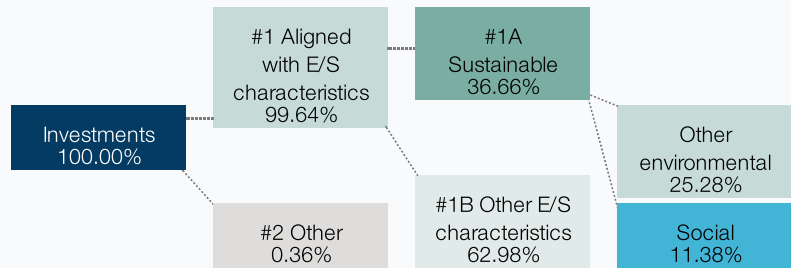 Investments
100.00%
#1 Aligned
with E/S
characteristics
99.64%
#2 Other
0.36%
#1A
Sustainable
36.66%
#1B Other E/S
characteristics
62.98%
Other
environmental
25.28%
Social
11.38%